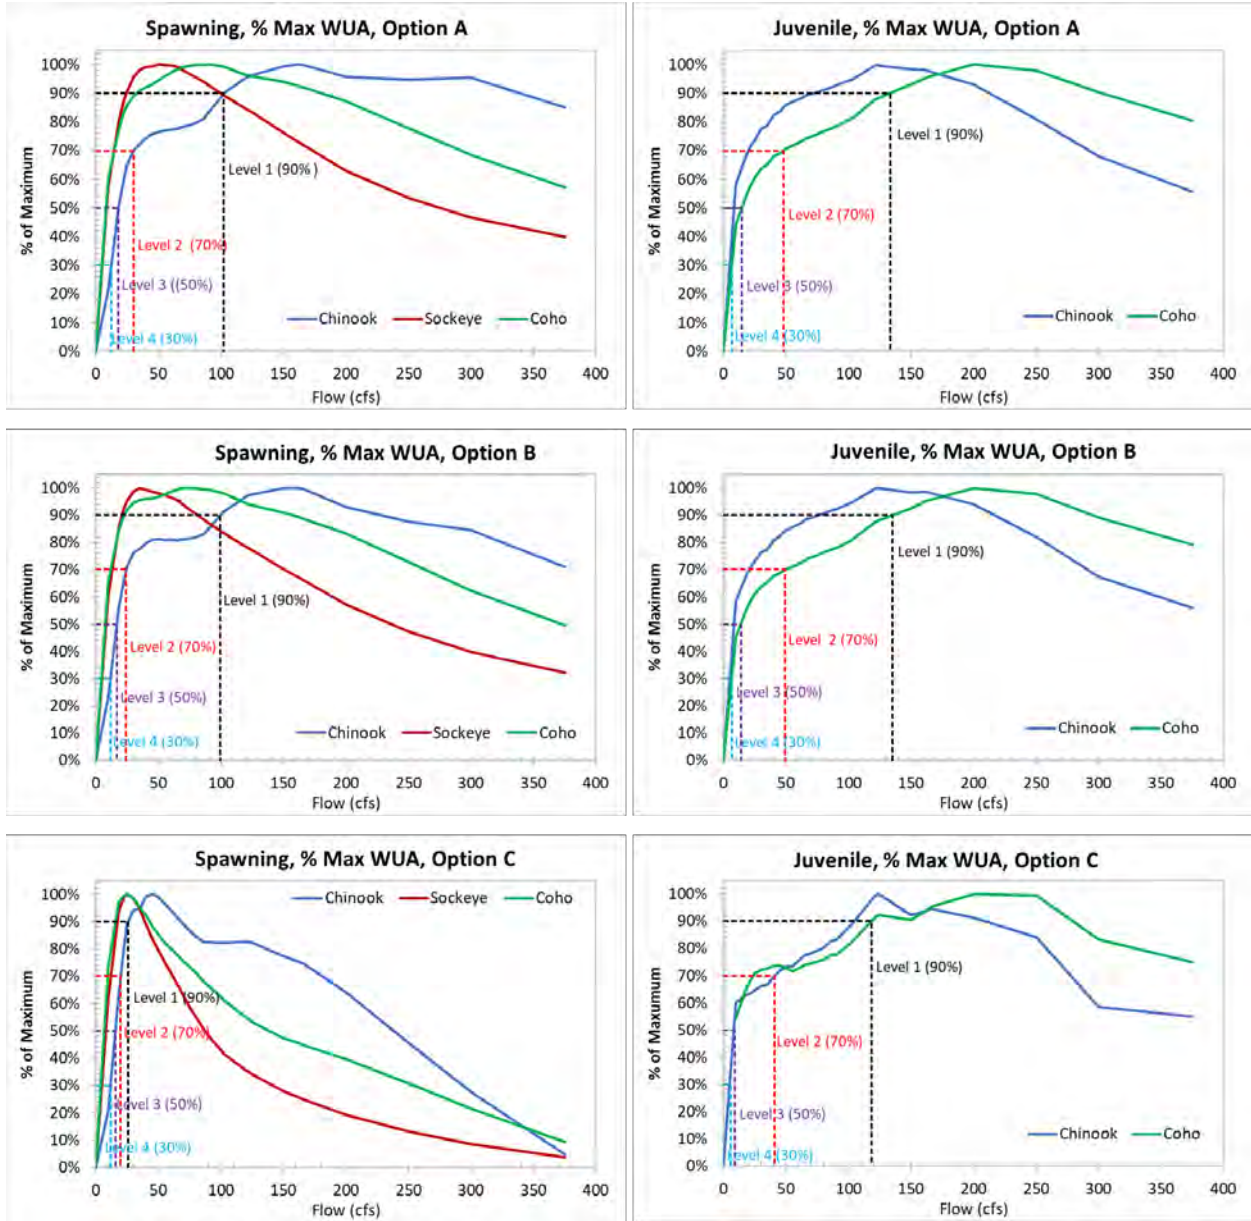 Spawning, % Max WUA, Option A
% of Maximum
100%
90%
80%
70%
60%
50%
40%
30%
20%
10%
0%
Level 1 (90% )
Level 2 (70%)
Level 3 ((50%)
Level 4 (30%)
Chinook Sockeye Coho
0 50 100 150 200 250 300 350 400
Flow (cfs)
Juvenile, % Max WUA, Option A
% of Maximum
100%
90%
80%
70%
60%
50%
40%
30%
20%
10%
0%
Level 1 (90%)
Level 2 (70%)
Level 3 (50%)
Level 4 (30%)
Chinook Coho
0 50 100 150 200 250 300 350 400
Flow (cfs)
Spawning, % Max WUA, Option B
% of Maximum
100%
90%
80%
70%
60%
50%
40%
30%
20%
10%
0%
Level 1 (90%)
Level 2 (70%)
Level 3 (50%)
Level 4 (30%)
Chinook Sockeye Coho
0 50 100 150 200 250 300 350 400
Flow (cfs)
Juvenile, % Max WUA, Option B
% of Maximum
100%
90%
80%
70%
60%
50%
40%
30%
20%
10%
0%
Level 1 (90%)
Level 2 (70%)
Level 3 (50%)
Level 4 (30%)
Chinook Coho
0 50 100 150 200 250 300 350 400
Flow (cfs)
Spawning, % Max WUA, Option C
Chinook Sockeye Coho
% of Maximum
100%
90%
80%
70%
60%
50%
40%
30%
20%
10%
0%
Level 1 (90%)
Level 2 (70%)
Level 3 (50%)
Level 4 (30%)
0 50 100 150 200 250 300 350 400
Flow (cfs)
Juvenile, % Max WUA, Option C
% of Maxumum
100%
90%
80%
70%
60%
50%
40%
30%
20%
10%
0%
Level 1 (90%)
Level 2 (70%)
Level 3 (50%)
Level 4 (30%)
Chinook Coho
0 50 100 150 200 250 300 350 400
Flow (cfs)